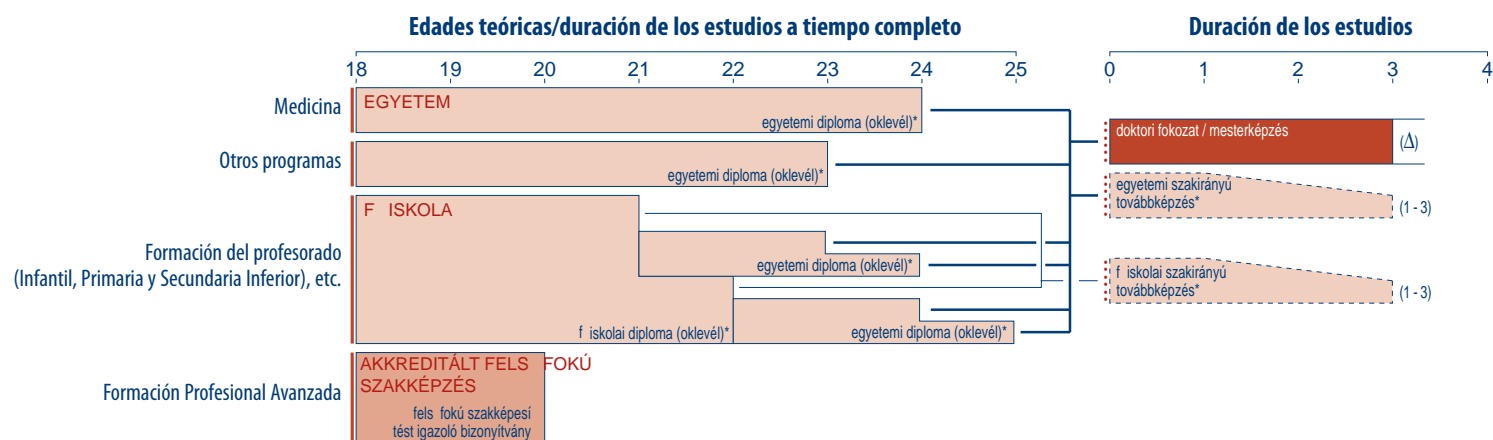 Edades teóricas/duración de los estudios a tiempo completo
Duración de los estudios
18 19 20 21 22 23 24 25
0 1 2 3 4
Medicina
EGYETEM
egyetemi diploma (oklevél)*
doktori fokozat / mesterképzés
(Δ)
Otros programas
egyetemi diploma (oklevél)*
egyetemi szakirányú
továbbképzés*
(1 - 3)
Formación del profesorado
(Infantil, Primaria y Secundaria Inferior), etc.
F ISKOLA
egyetemi diploma (oklevél)*
f iskolai szakirányú
továbbképzés*
(1 - 3)
f iskolai diploma (oklevél)*
egyetemi diploma (oklevél)*
Formación Profesional Avanzada
AKKREDITÁLT FELS FOKÚ
SZAKKÉPZÉS
fels fokú szakképesí
tést igazoló bizonyítvány